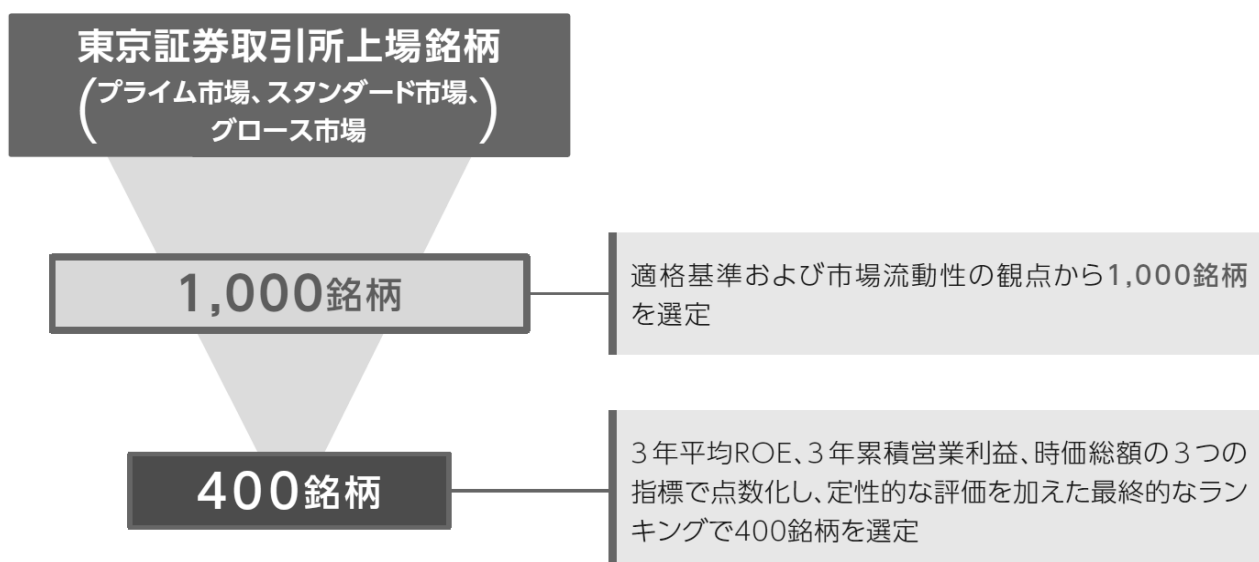 東京証券取引所上場銘柄
(プライム市場、スタンダード市場、
グロース市場)
1,000銘柄
適格基準および市場流動性の観点から1,000銘柄
を選定
400銘柄
3年平均ROE、3年累積営業利益、時価総額の3つの
指標で点数化し、定性的な評価を加えた最終的なラン
キングで400銘柄を選定